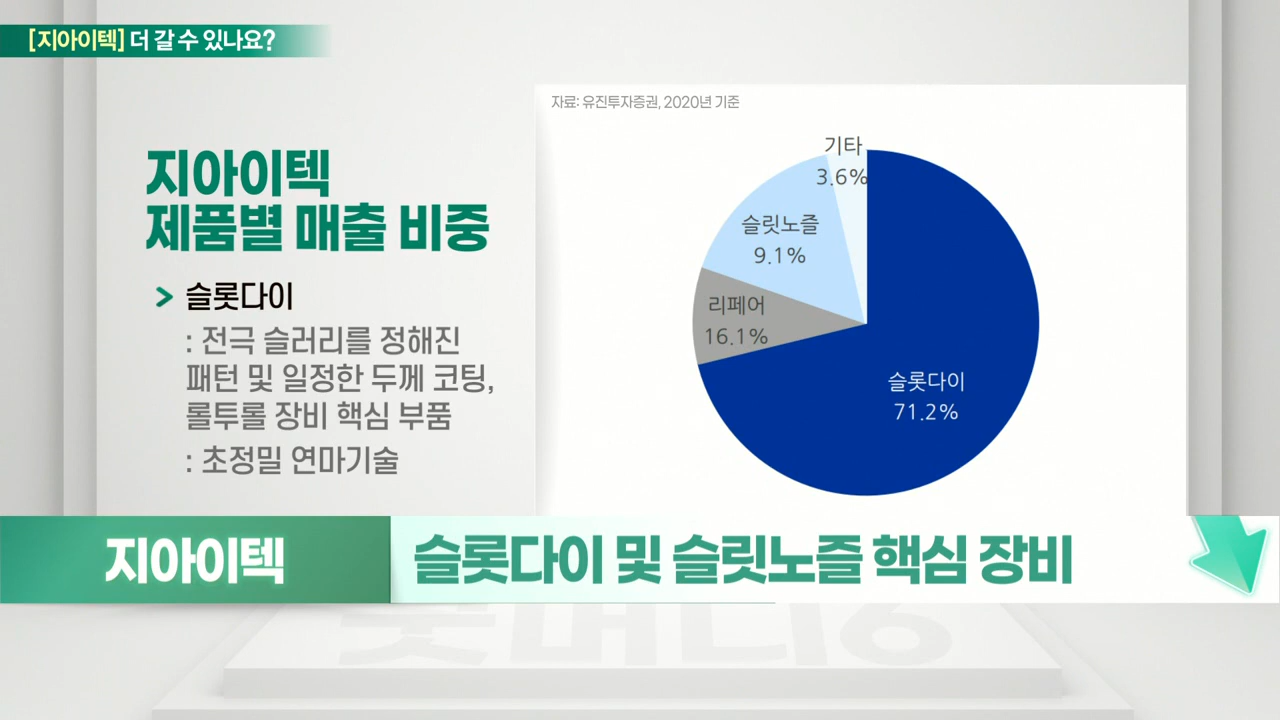 [지아이텍] 더 갈 수 있나요?
자료: 유진투자증권, 2020년 기준
지아이텍
제품별 매출 비중
> 슬롯다이
: 전극 슬러리를 정해진
패턴 및 일정한 두께 코팅,
롤투롤 장비 핵심 부품
: 초정밀 연마기술
기타
3.6%
슬릿노즐
9.1%
리페어
16.1%
슬롯다이
71.2%
지아이텍
슬롯다이 및 슬릿노즐 핵심 장비